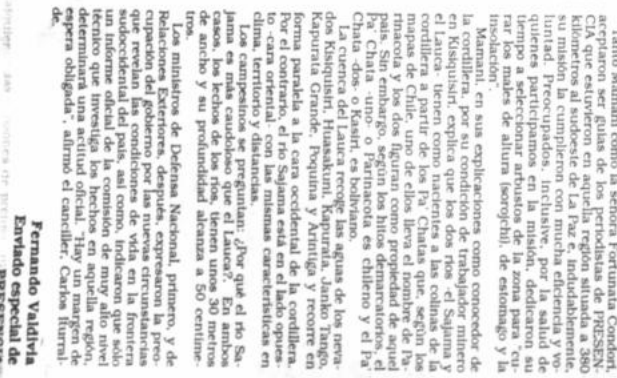 Tanto Mamani como la señora Fortunata Condori,
aceptaron ser guías de los periodistas de PRESEN-
CIA que estuvieron en aquella región situada a 380
kilómetros al sudoeste de La Paz e, indudablemente,
su misión la cumplieron con mucha eficiencia y vo-
luntad. Preocupados, inclusive, por la salud de
quienes participamos en la misión, dedicaron su
tiempo a seleccionar arbustos de la zona para "cu-
rar los males de altura (sorojchi), de estomago y la
insolación".
Mamani, en sus explicaciones como conocedor de
la cordillera, por su condición de trabajador minero
en Kisiquisiri, explica que los dos ríos -el Sajama y
el Lauca- tienen como nacientes a las colinas de la
cordillera a partir de los Pa' Chatas que, según los
mapas de Chile, uno de ellos lleva el nombre de Pa-
rinacota y los dos figuran como propiedad de aquel
país. Sin embargo, según los hitos demarcatorios, el
Pa' Chata -uno- o Parinacota es chileno y el Pa'
Chata -dos- o Kasiri, es boliviano.
La cuenca del Lauca recoge las aguas de los neva-
dos Kisiquisiri, Huasakuni, Kapurata, Janko Tango,
Kapurata Grande, Poquina y Arintiga y recorre en
forma paralela a la cara occidental de la cordillera.
Por el contrario, el río Sajama está en el lado opues-
to -cara oriental- con las mismas características en
clima, territorio y distancias.
Los campesinos se preguntan: ¿Por qué el río Sa-
jama es más caudaloso que el Lauca?. En ambos
casos, los lechos de los ríos, tienen unos 30 metros
de ancho y su profundidad alcanza a 50 centíme-
tros.
Los ministros de Defensa Nacional, primero, y de
Relaciones Exteriores, después, expresaron la preo-
cupación del gobierno por las nuevas circunstancias
que revelan las condiciones de vida en la frontera
sudoccidental del país, así como, indicaron que sólo
un informe oficial de la comisión de muy alto nivel
técnico que investiga los hechos en aquella región,
determinará una actitud oficial. "Hay un margen de
espera obligada", afirmó el canciller, Carlos Iturral-
de.
Fernando Valdivia
Enviado especial de
PRESENCIA